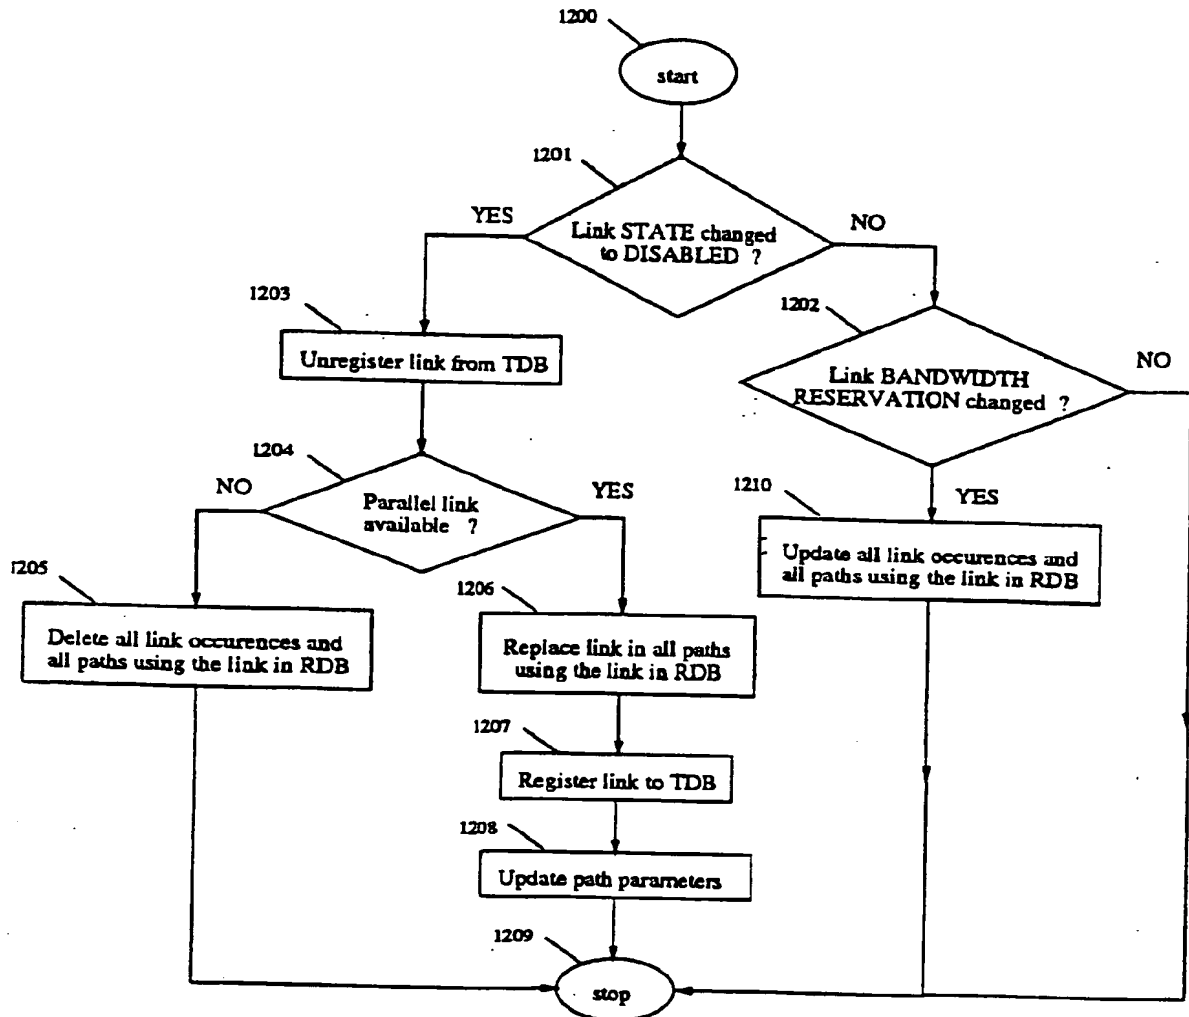 1200
start
1201
YES
NO
Link STATE changed
to DISABLED ?
1203
1202
Unregister link from TDB
NO
Link BANDWIDTH
RESERVATION changed ?
1204
NO
YES
Parallel link
available ?
1210
YES
Update all link occurences and
all paths using the link in RDB
1205
1206
Delete all link occurences and
all paths using the link in RDB
Replace link in all paths
using the link in RDB
1207
Register link to TDB
1208
Update path parameters
1209
stop